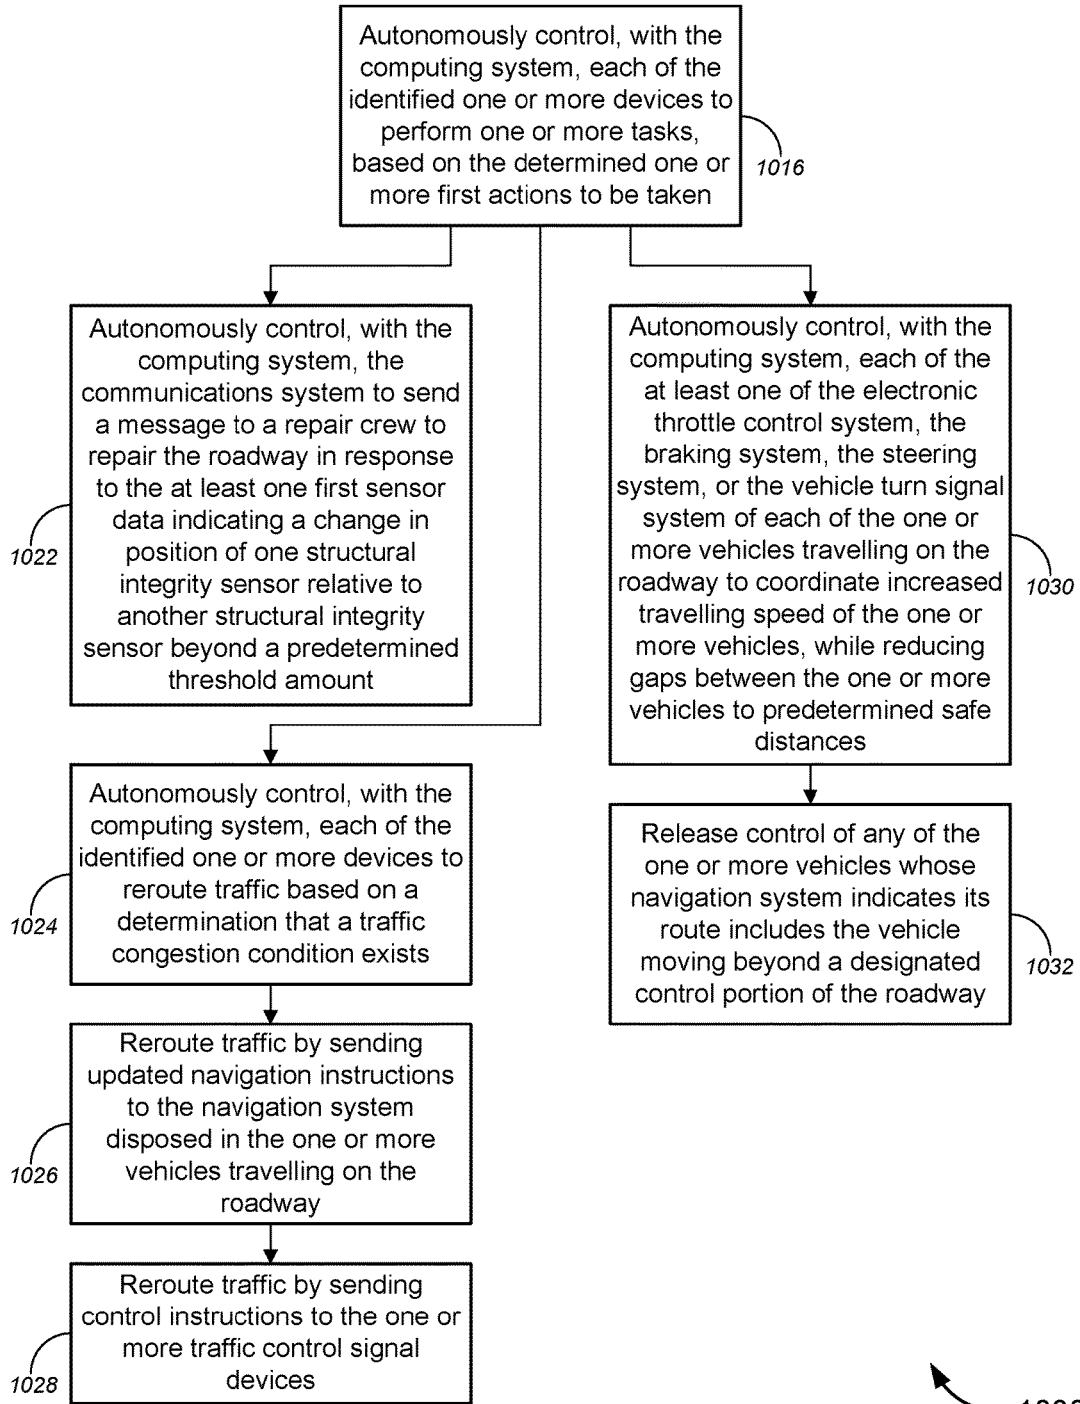 Autonomously control, with the
computing system, each of the
identified one or more devices to
perform one or more tasks,
based on the determined one or
more first actions to be taken
1016
Autonomously control, with the
computing system, the
communications system to send
a message to a repair crew to
repair the roadway in response
to the at least one first sensor
data indicating a change in
position of one structural
integrity sensor relative to
another structural integrity
sensor beyond a predetermined
threshold amount
1022
Autonomously control, with the
computing system, each of the
at least one of the electronic
throttle control system, the
braking system, the steering
system, or the vehicle turn signal
system of each of the one or
more vehicles travelling on the
roadway to coordinate increased
travelling speed of the one or
more vehicles, while reducing
gaps between the one or more
vehicles to predetermined safe
distances
1030
Autonomously control, with the
computing system, each of the
identified one or more devices to
reroute traffic based on a
determination that a traffic
congestion condition exists
1024
Release control of any of the
one or more vehicles whose
navigation system indicates its
route includes the vehicle
moving beyond a designated
control portion of the roadway
1032
Reroute traffic by sending
updated navigation instructions
to the navigation system
disposed in the one or more
vehicles travelling on the
roadway
1026
Reroute traffic by sending
control instructions to the one or
more traffic control signal
devices
1028